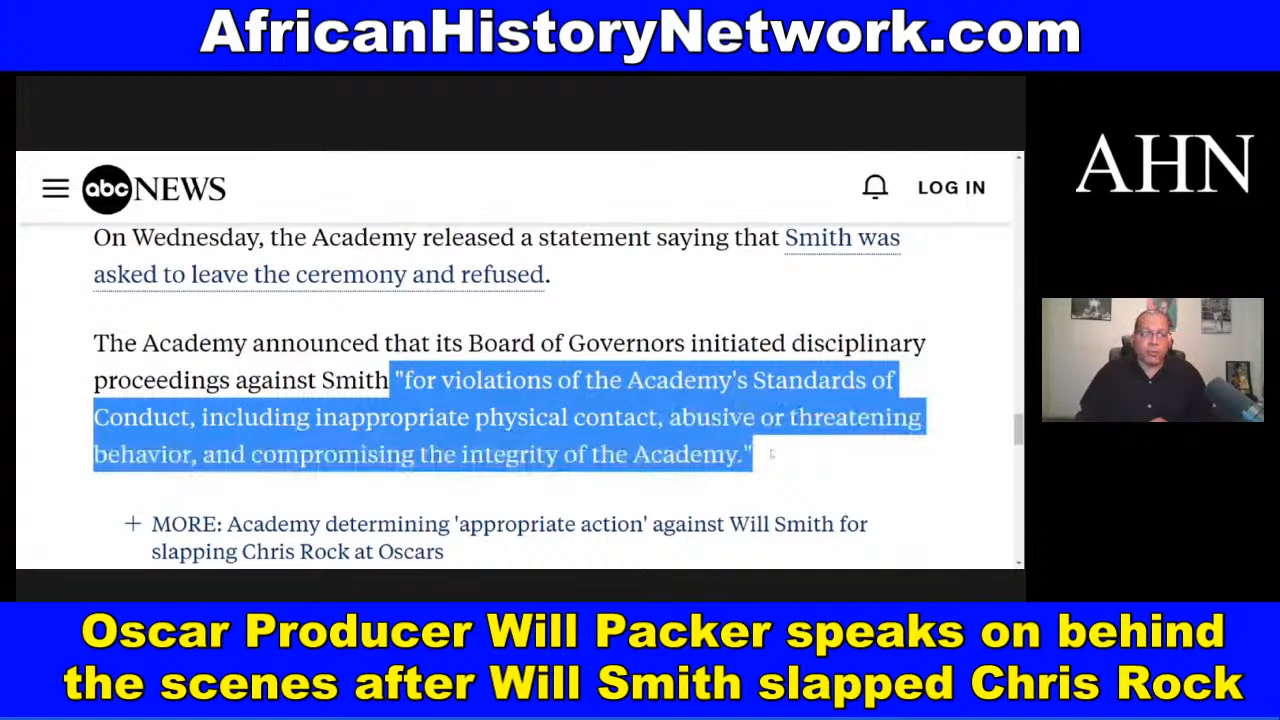 AfricanHistoryNetwork.com
AHN
abc NEWS
LOG IN
On Wednesday, the Academy released a statement saying that Smith was
asked to leave the ceremony and refused.
The Academy announced that its Board of Governors initiated disciplinary
proceedings against Smith "for violations of the Academy's Standards of
Conduct, including inappropriate physical contact, abusive or threatening
behavior, and compromising the integrity of the Academy."
+ MORE: Academy determining 'appropriate action' against Will Smith for
slapping Chris Rock at Oscars
Oscar Producer Will Packer speaks on behind
the scenes after Will Smith slapped Chris Rock